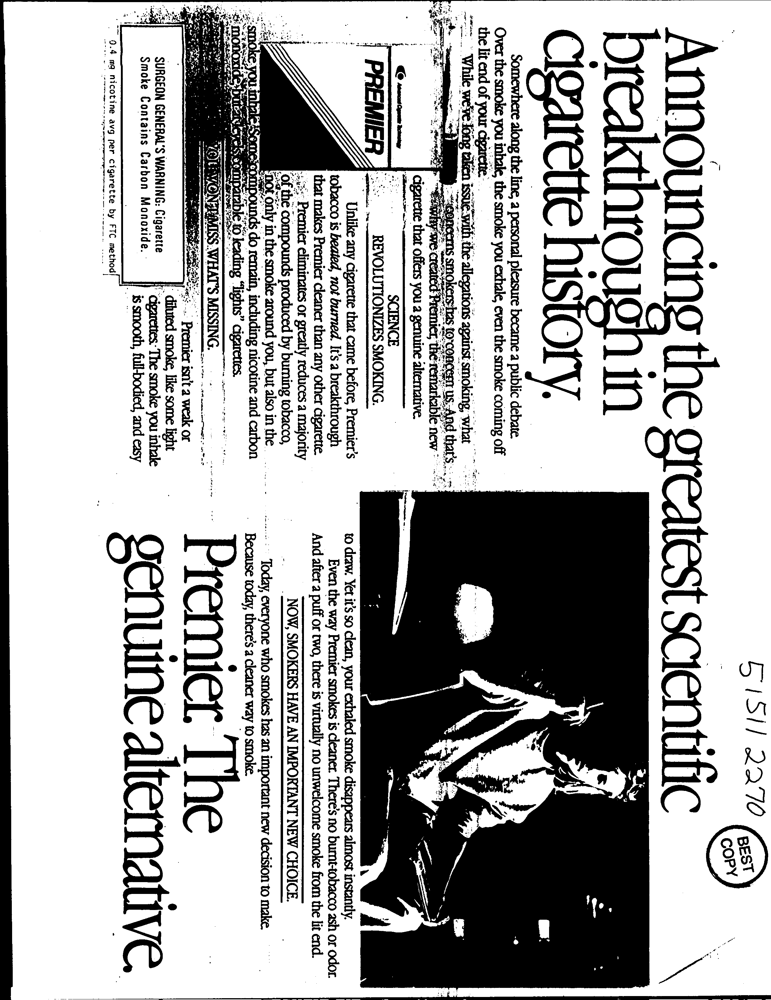 51511 2270
BEST
COPY
Announcing the greatest scientific
breakthrough in
cigarette history.
Somewhere along the line, a personal pleasure became a public debate.
Over the smoke you inhale, the smoke you exhale, even the smoke coming off
the lit end of your cigarette.
While we've long taken issue with the allegations against smoking, what
concerns smokers has to concern us. And that's
why we created Premier, the remarkable new
cigarette that offers you a genuine alternative.
PREMIER
SCIENCE
REVOLUTIONIZES SMOKING.
Unlike any cigarette that came before, Premier's
tobacco is heated, not burned. It's a breakthrough
that makes Premier cleaner than any other cigarette.
Premier eliminates or greatly reduces a majority
of the compounds produced by burning tobacco,
not only in the smoke around you, but also in the
smoke you inhale. Some compounds do remain, including nicotine and carbon
monoxide–both at levels comparable to leading "lights" cigarettes.
YOU WON'T MISS WHAT'S MISSING.
Premier isn't a weak or
diluted smoke, like some light
cigarettes. The smoke you inhale
is smooth, full-bodied, and easy
SURGEON GENERAL'S WARNING: Cigarette
Smoke Contains Carbon Monoxide.
0.4 mg nicotine avg per cigarette by FTC method
to draw. Yet it's so clean, your exhaled smoke disappears almost instantly.
Even the way Premier smokes is cleaner. There's no burnt-tobacco ash or odor.
And after a puff or two, there is virtually no unwelcome smoke from the lit end.
NOW, SMOKERS HAVE AN IMPORTANT NEW CHOICE.
Today, everyone who smokes has an important new decision to make.
Because today, there's a cleaner way to smoke.
Premier. The
genuine alternative.